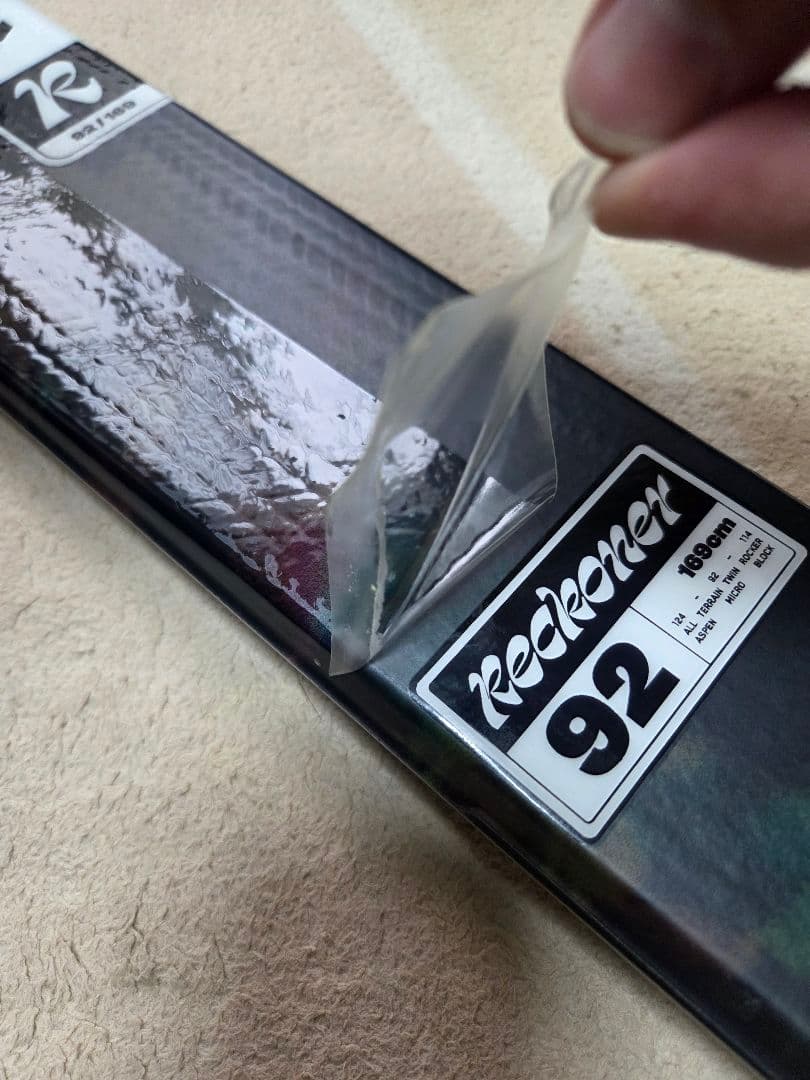 R
92/169
Reckoner
92
169cm
124 - 92 - 114
ALL TERRAIN TWIN ROCKER
ASPEN MICRO BLOCK